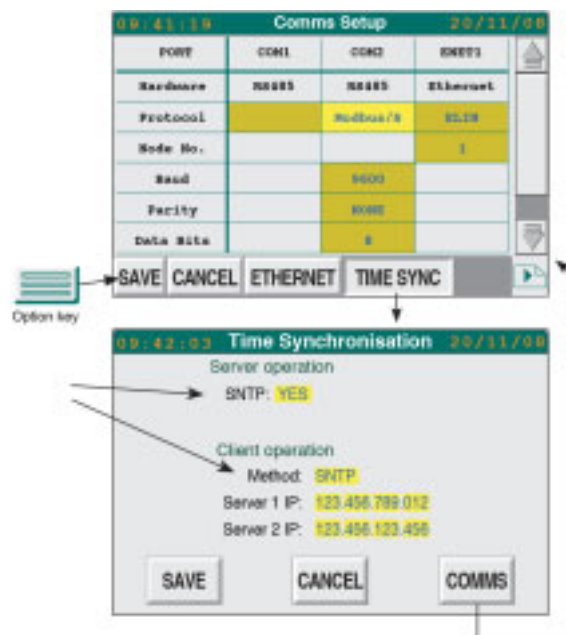 09:41:19 Comms Setup 20/11/08
PORT COM1 COM2 ENET1
Hardware RS485 RS485 Ethernet
Protocol Modbus/S ELIN
Node No. 1
Baud 9600
Parity NONE
Data Bits 8
SAVE CANCEL ETHERNET TIME SYNC
Option key
09:42:03 Time Synchronisation 20/11/08
Server operation
SNTP: YES
Client operation
Method: SNTP
Server 1 IP: 123.456.789.012
Server 2 IP: 123.456.123.456
SAVE CANCEL COMMS